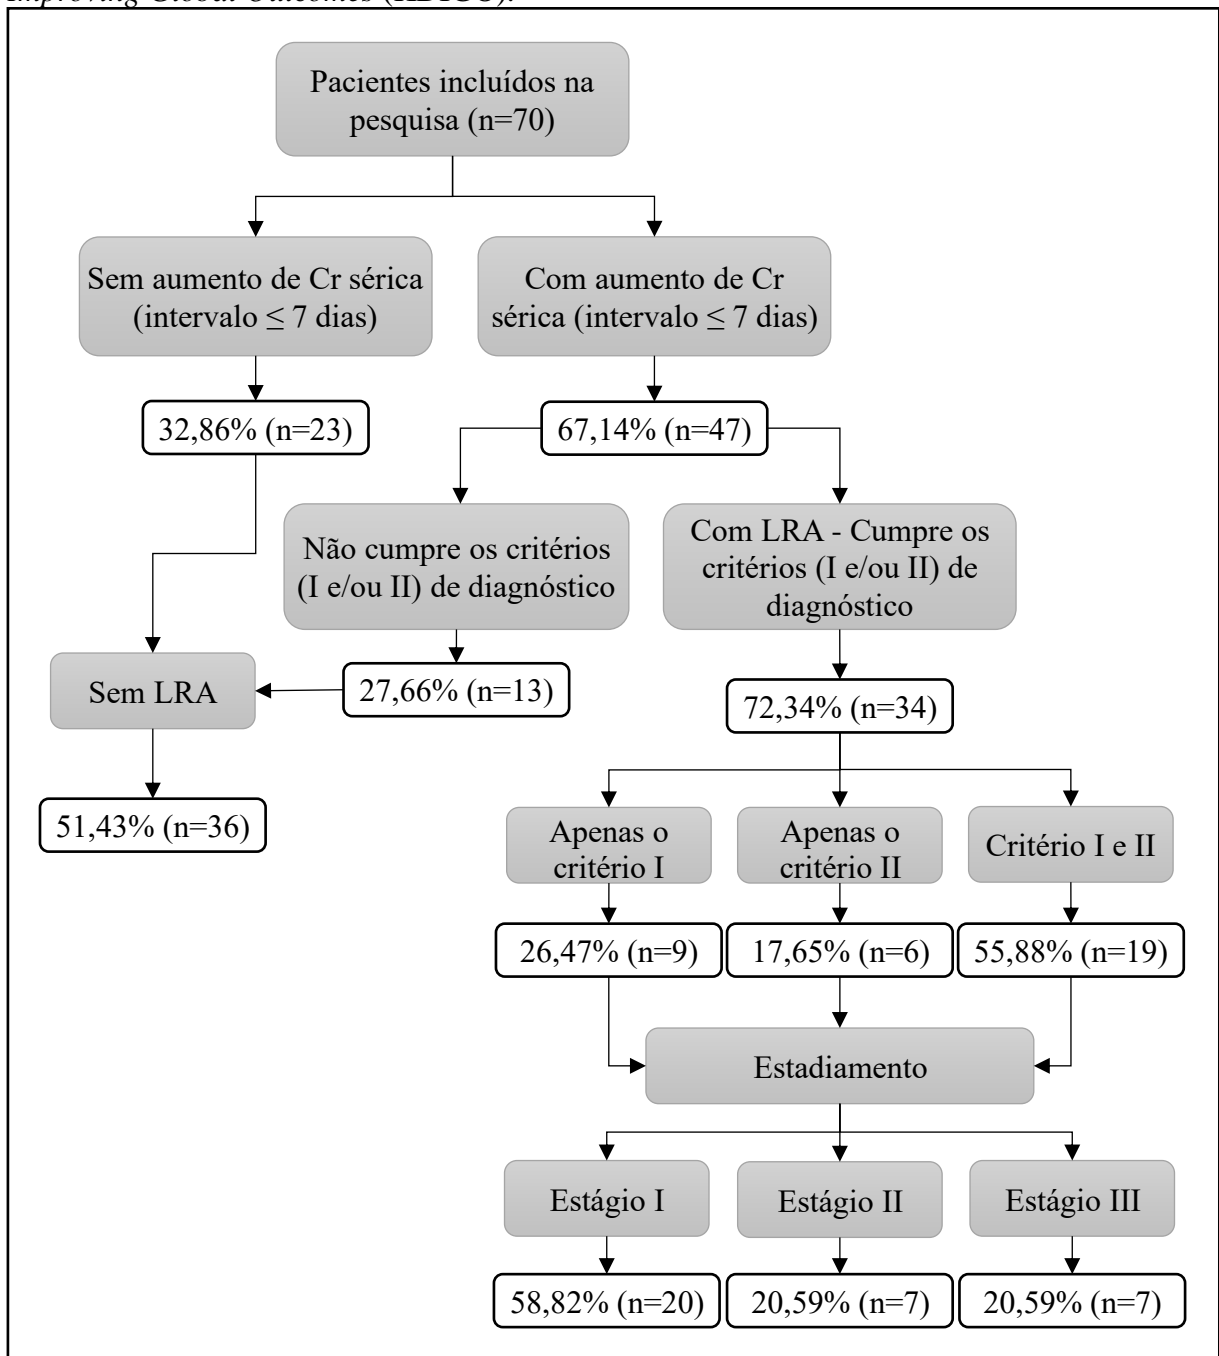 Improving Global Outcomes (KDIGO).
Pacientes incluídos na
pesquisa (n=70)
Sem aumento de Cr sérica
(intervalo ≤ 7 dias)
Com aumento de Cr
sérica (intervalo ≤ 7 dias)
32,86% (n=23)
67,14% (n=47)
Não cumpre os critérios
(I e/ou II) de diagnóstico
Com LRA - Cumpre os
critérios (I e/ou II) de
diagnóstico
Sem LRA
27,66% (n=13)
72,34% (n=34)
51,43% (n=36)
Apenas o
critério I
Apenas o
critério II
Critério I e II
26,47% (n=9)
17,65% (n=6)
55,88% (n=19)
Estadiamento
Estágio I
Estágio II
Estágio III
58,82% (n=20)
20,59% (n=7)
20,59% (n=7)